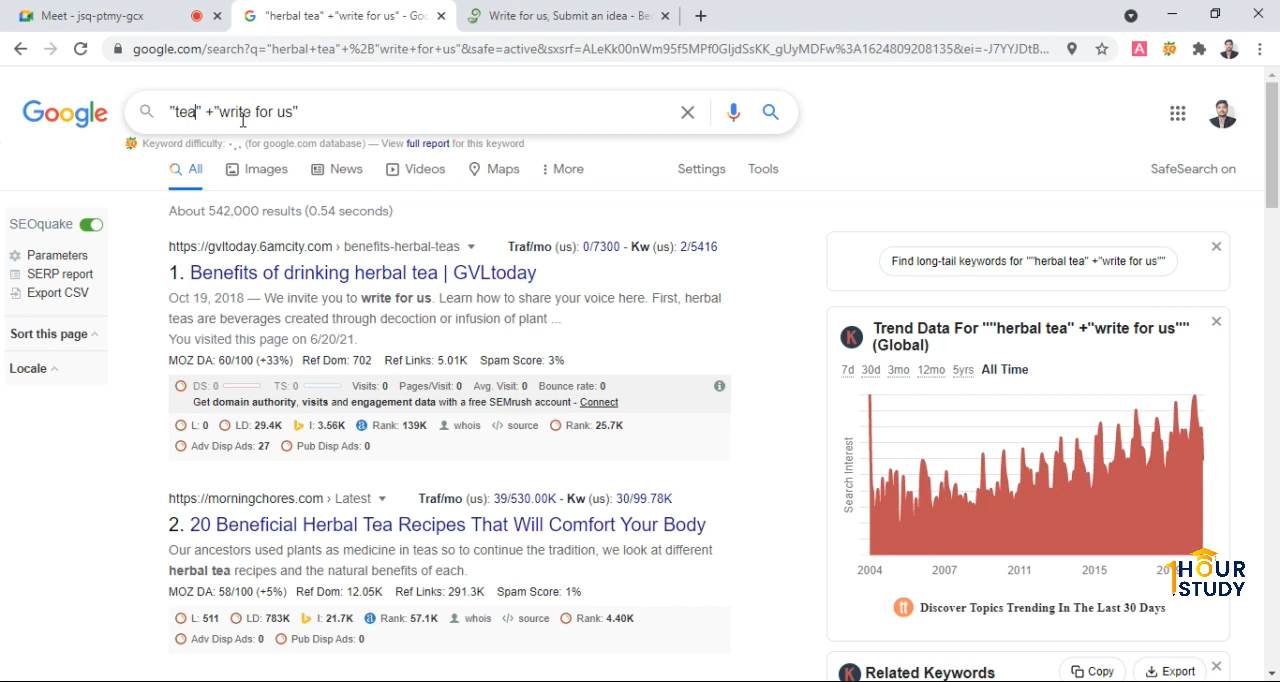 Meet - jsq-ptmy-gcx
"herbal tea" +"write for us" - Goo
Write for us, Submit an idea - Be
google.com/search?q="herbal+tea"+%2B"write+for+us"&safe=active&sxsrf=ALeKk00nWm95f5MPf0GIjdSsKK_gUyMDFw%3A1624809208135&ei=-J7YYJDtB...
Google
"tea" +"write for us"
Keyword difficulty: -.,. (for google.com database) — View full report for this keyword
All Images News Videos Maps More Settings Tools SafeSearch on
About 542,000 results (0.54 seconds)
SEOquake
Parameters
SERP report
Export CSV
Sort this page
Locale
https://gvltoday.6amcity.com › benefits-herbal-teas Traf/mo (us): 0/7300 - Kw (us): 2/5416
1. Benefits of drinking herbal tea | GVLtoday
Oct 19, 2018 — We invite you to write for us. Learn how to share your voice here. First, herbal
teas are beverages created through decoction or infusion of plant ...
You visited this page on 6/20/21.
MOZ DA: 60/100 (+33%) Ref Dom: 702 Ref Links: 5.01K Spam Score: 3%
DS: 0 TS: 0 Visits: 0 Pages/Visit: 0 Avg. Visit: 0 Bounce rate: 0
Get domain authority, visits and engagement data with a free SEMrush account - Connect
L: 0 LD: 29.4K I: 3.56K Rank: 139K whois source Rank: 25.7K
Adv Disp Ads: 27 Pub Disp Ads: 0
https://morningchores.com › Latest Traf/mo (us): 39/530.00K - Kw (us): 30/99.78K
2. 20 Beneficial Herbal Tea Recipes That Will Comfort Your Body
Our ancestors used plants as medicine in teas so to continue the tradition, we look at different
herbal tea recipes and the natural benefits of each.
MOZ DA: 58/100 (+5%) Ref Dom: 12.05K Ref Links: 291.3K Spam Score: 1%
L: 511 LD: 783K I: 21.7K Rank: 57.1K whois source Rank: 4.40K
Adv Disp Ads: 0 Pub Disp Ads: 0
Find long-tail keywords for ""herbal tea" +"write for us""
Trend Data For ""herbal tea" +"write for us""
(Global)
7d 30d 3mo 12mo 5yrs All Time
Search Interest
2004 2007 2011 2015
1HOUR
STUDY
Discover Topics Trending In The Last 30 Days
Related Keywords Copy Export